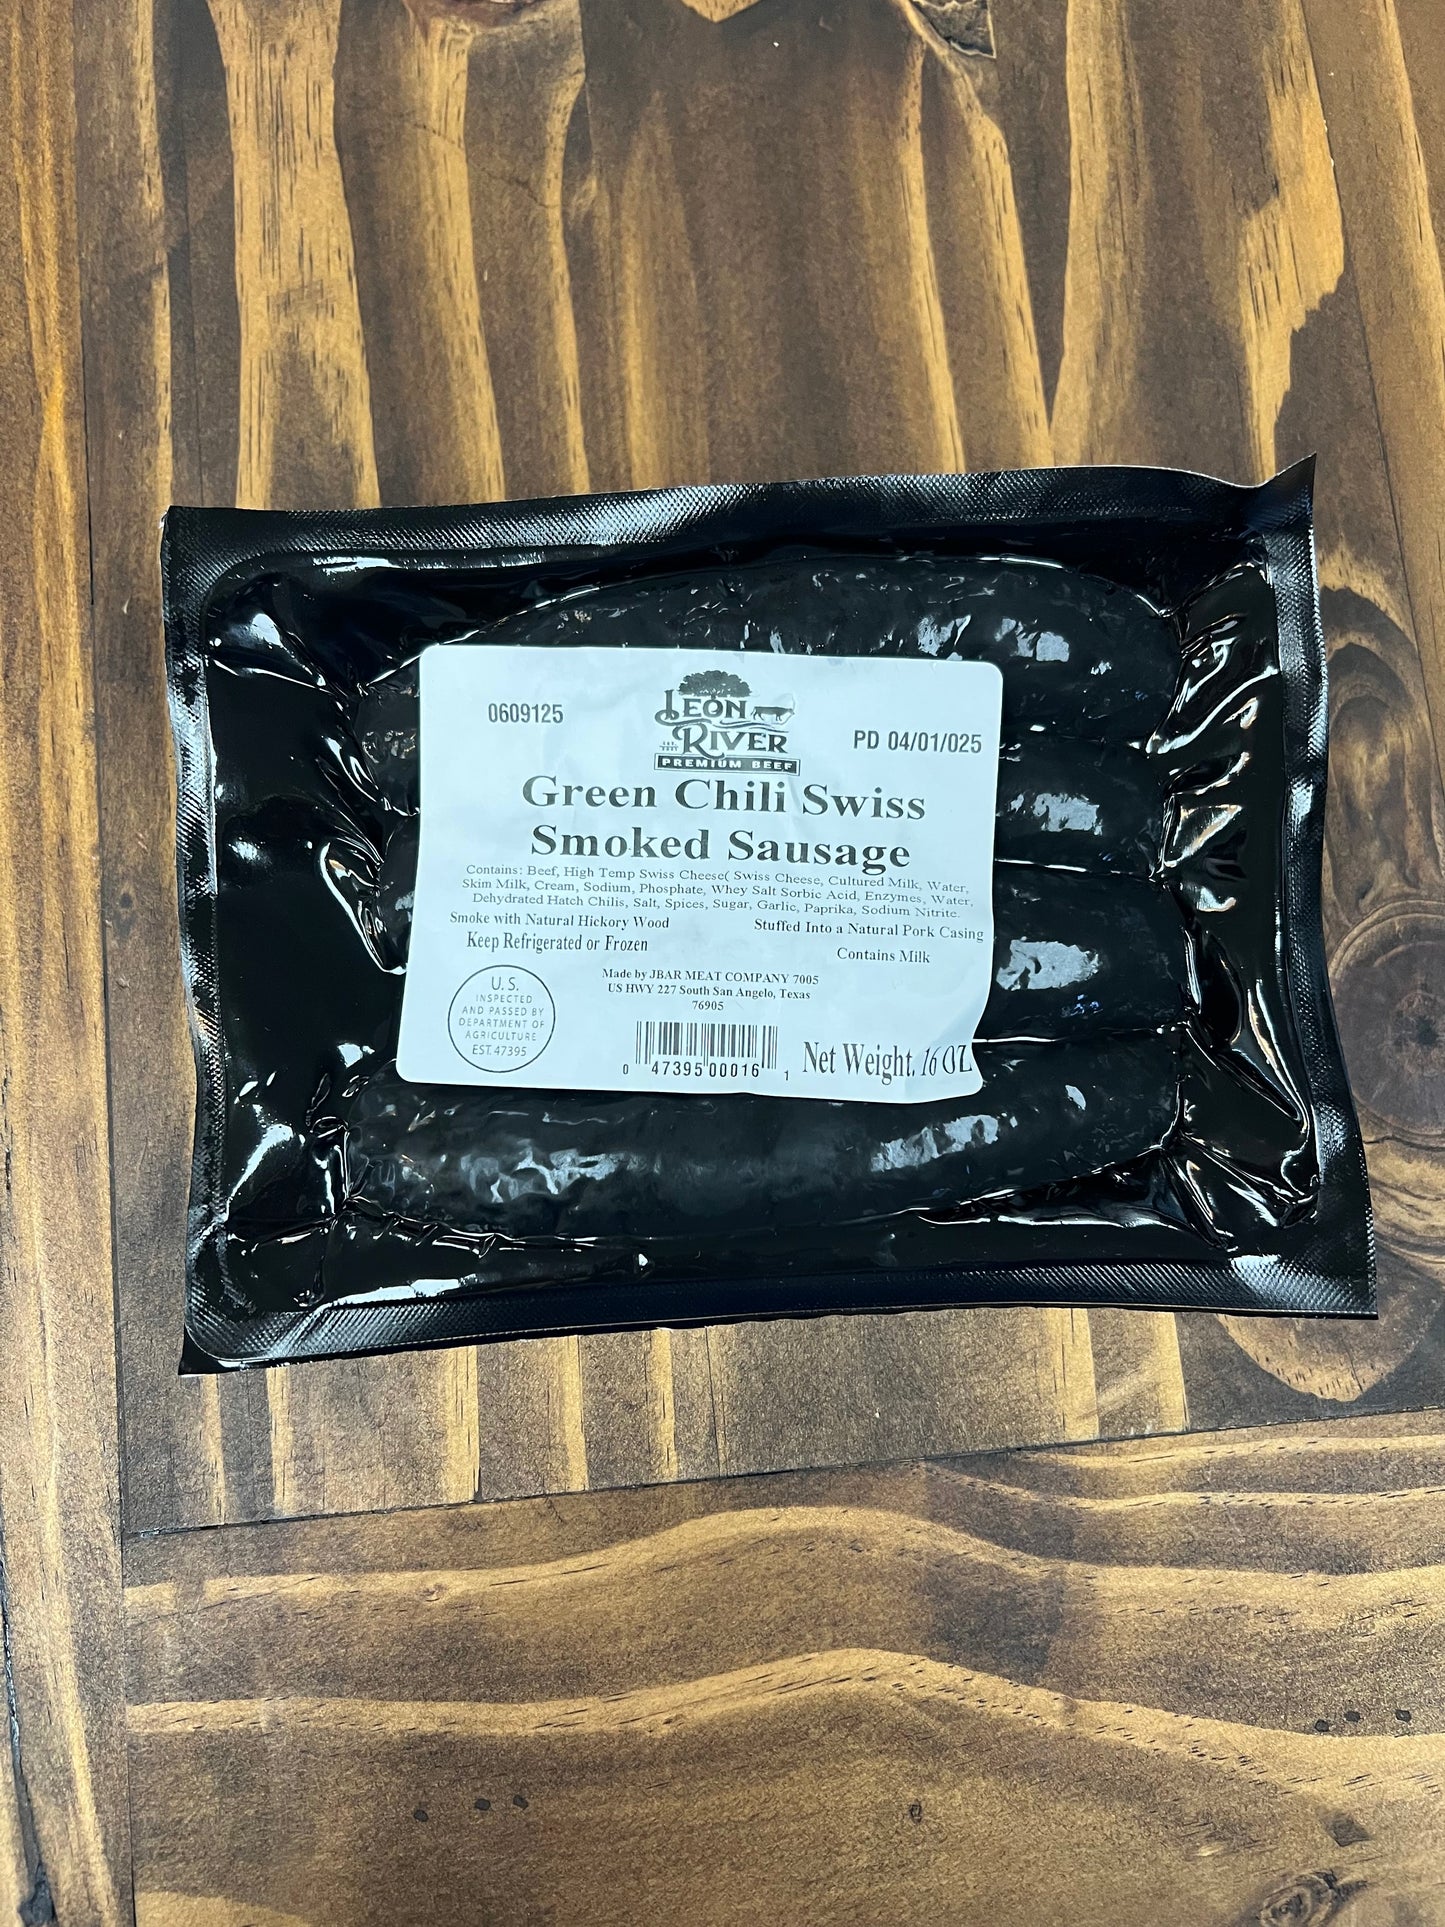 0609125
LEON
RIVER
PREMIUM BEEF
PD 04/01/025
Green Chili Swiss
Smoked Sausage
Contains: Beef, High Temp Swiss Cheese( Swiss Cheese, Cultured Milk, Water,
Skim Milk, Cream, Sodium, Phosphate, Whey Salt Sorbic Acid, Enzymes, Water,
Dehydrated Hatch Chilis, Salt, Spices, Sugar, Garlic, Paprika, Sodium Nitrite.
Smoke with Natural Hickory Wood
Stuffed Into a Natural Pork Casing
Keep Refrigerated or Frozen
Contains Milk
Made by JBAR MEAT COMPANY 7005
US HWY 227 South San Angelo, Texas
76905
U.S.
INSPECTED
AND PASSED BY
DEPARTMENT OF
AGRICULTURE
EST. 47395
0 47395 00016 1
Net Weight. 16 OZ